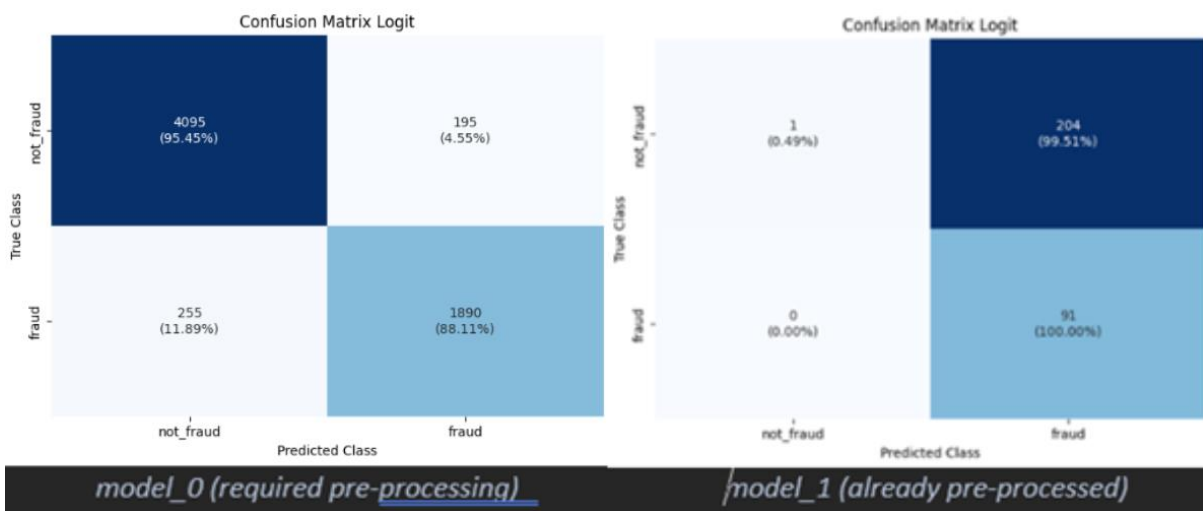 Confusion Matrix Logit
not_fraud
4095
(95.45%)
195
(4.55%)
True Class
fraud
255
(11.89%)
1890
(88.11%)
not_fraud
fraud
Predicted Class
model_0 (required pre-processing)
Confusion Matrix Logit
not_fraud
1
(0.49%)
204
(99.51%)
True Class
fraud
0
(0.00%)
91
(100.00%)
not_fraud
fraud
Predicted Class
model_1 (already pre-processed)